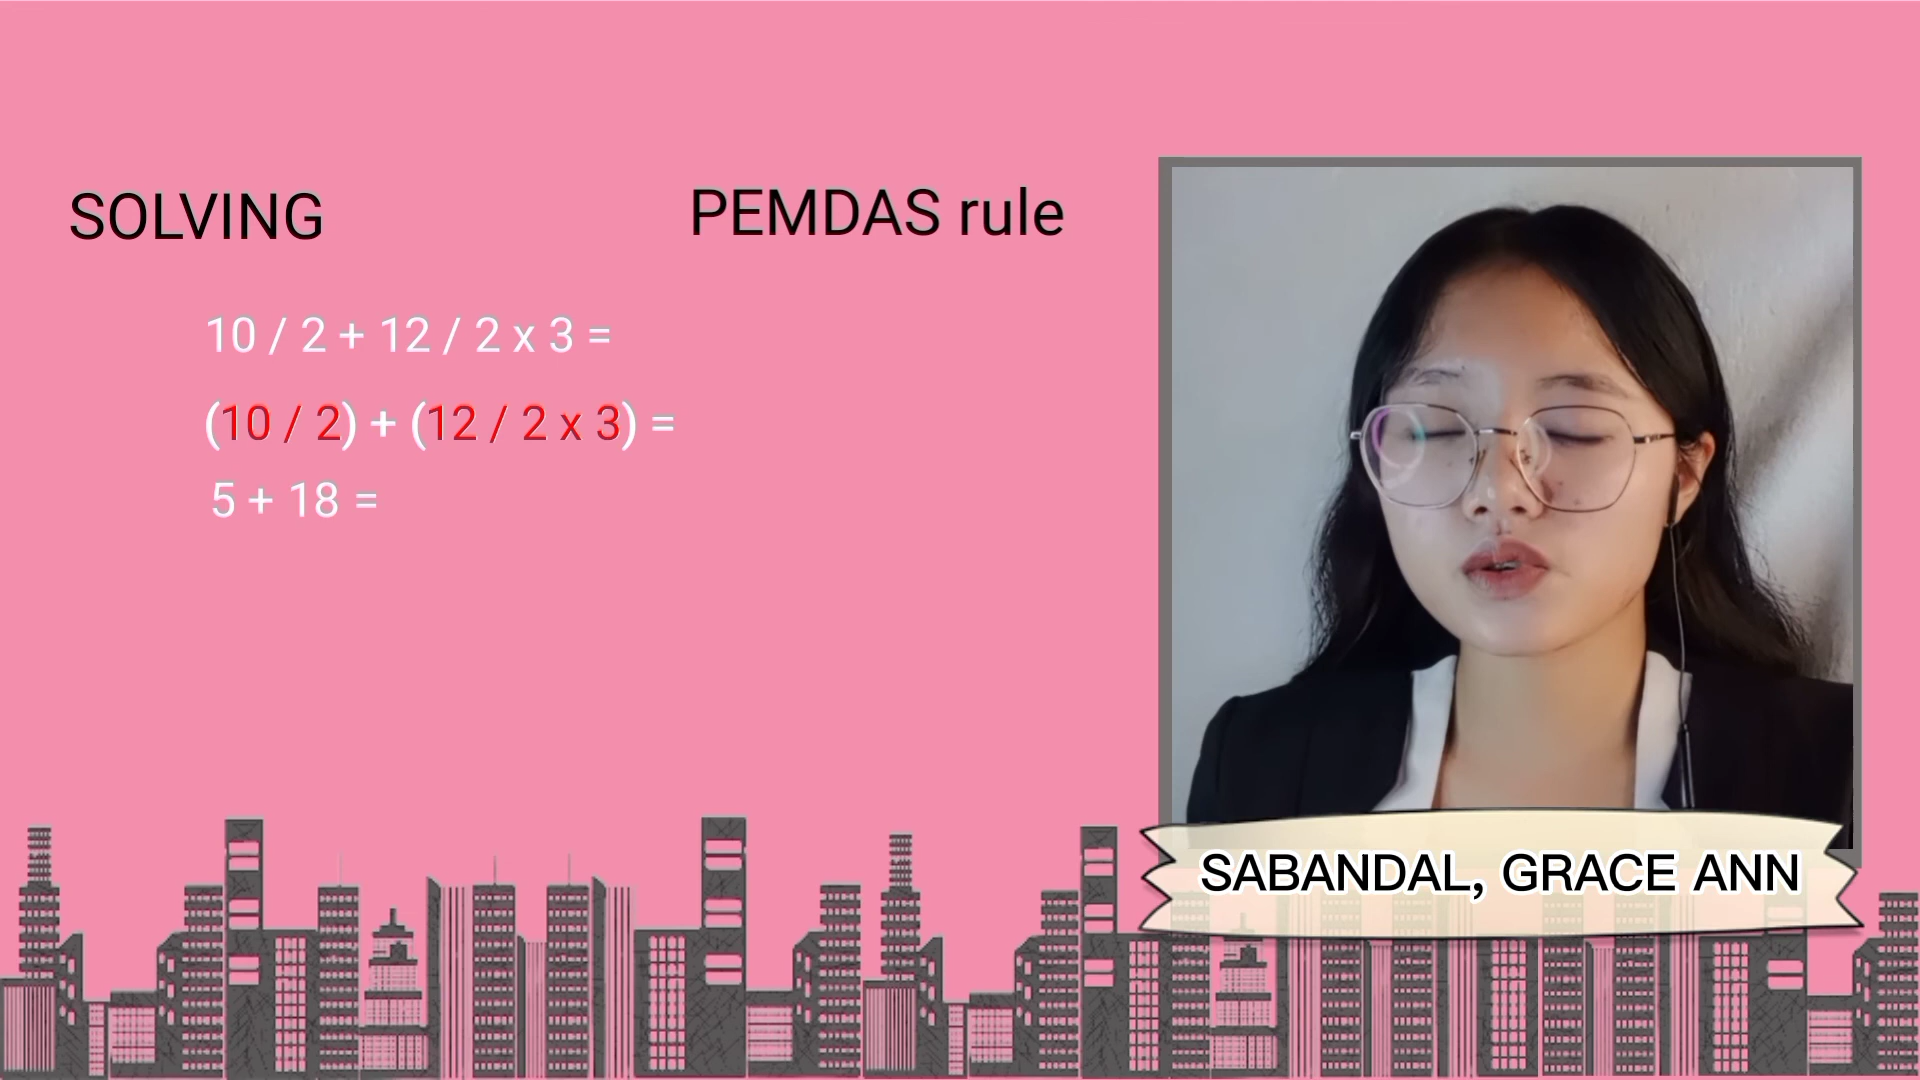 SOLVING
PEMDAS rule
10 / 2 + 12 / 2 x 3 =
(10 / 2) + (12 / 2 x 3) =
5 + 18 =
SABANDAL, GRACE ANN